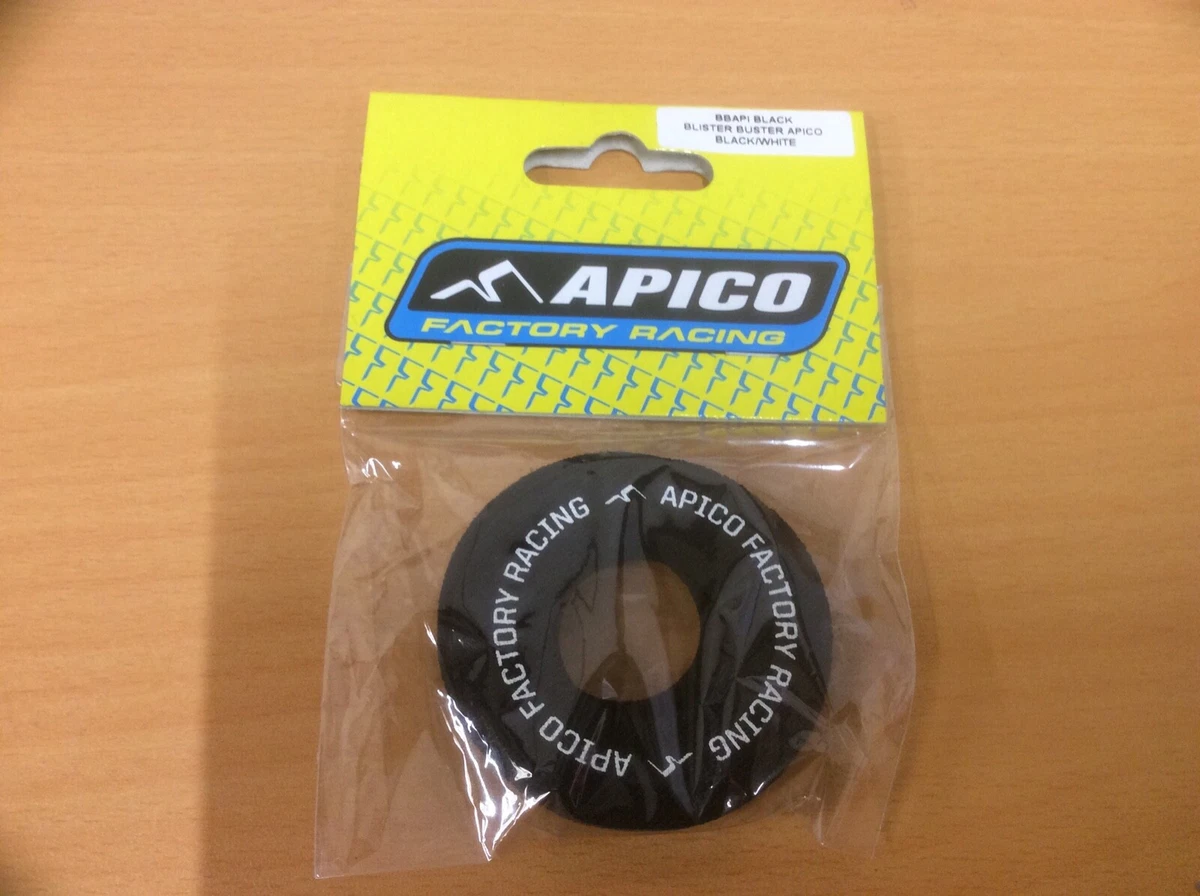 BBAPI BLACK
BLISTER BUSTER APICO
BLACK/WHITE
APICO
FACTORY RACING
APICO FACTORY RACING
APICO FACTORY RACING